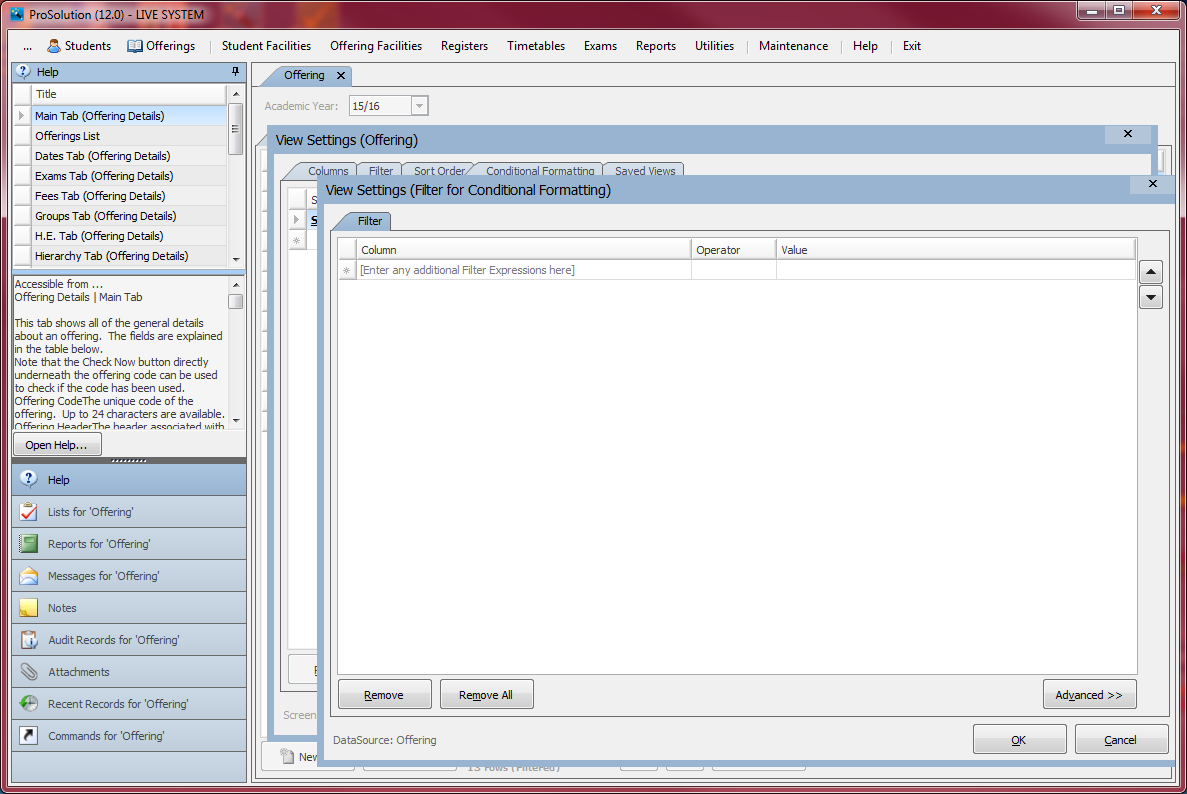 ProSolution (12.0) - LIVE SYSTEM
... Students Offerings Student Facilities Offering Facilities Registers Timetables Exams Reports Utilities Maintenance Help Exit
Help
Title
Main Tab (Offering Details)
Offerings List
Dates Tab (Offering Details)
Exams Tab (Offering Details)
Fees Tab (Offering Details)
Groups Tab (Offering Details)
H.E. Tab (Offering Details)
Hierarchy Tab (Offering Details)
Accessible from ...
Offering Details | Main Tab
This tab shows all of the general details
about an offering. The fields are explained
in the table below.
Note that the Check Now button directly
underneath the offering code can be used
to check if the code has been used.
Offering CodeThe unique code of the
offering. Up to 24 characters are available.
Offering HeaderThe header associated with
Open Help...
Help
Lists for 'Offering'
Reports for 'Offering'
Messages for 'Offering'
Notes
Audit Records for 'Offering'
Attachments
Recent Records for 'Offering'
Commands for 'Offering'
Offering
Academic Year: 15/16
View Settings (Offering)
Columns Filter Sort Order Conditional Formatting Saved Views
S
S
View Settings (Filter for Conditional Formatting)
Filter
Column Operator Value
[Enter any additional Filter Expressions here]
Remove Remove All Advanced >>
Screen
DataSource: Offering
OK Cancel
New
13 rows (Filtered)